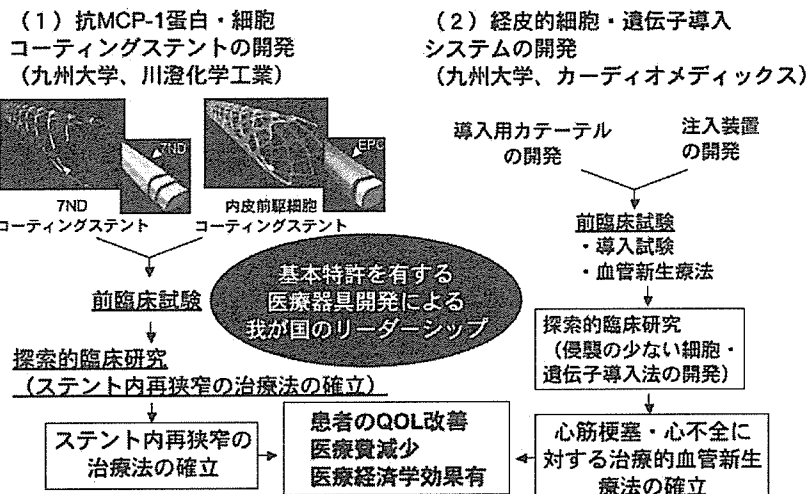 （1）抗MCP-1蛋白・細胞
コーティングステントの開発
（九州大学、川澄化学工業）
7ND
EPC
7ND
コーティングステント
内皮前駆細胞
コーティングステント
前臨床試験
探索的臨床研究
（ステント内再狭窄の治療法の確立）
ステント内再狭窄の
治療法の確立
基本特許を有する
医療器具開発による
我が国のリーダーシップ
患者のQOL改善
医療費減少
医療経済学効果有
（2）経皮的細胞・遺伝子導入
システムの開発
（九州大学、カーディオメディックス）
導入用カテーテル
の開発
注入装置
の開発
前臨床試験
・導入試験
・血管新生療法
探索的臨床研究
（侵襲の少ない細胞・
遺伝子導入法の開発）
心筋梗塞・心不全に
対する治療的血管新生
療法の確立